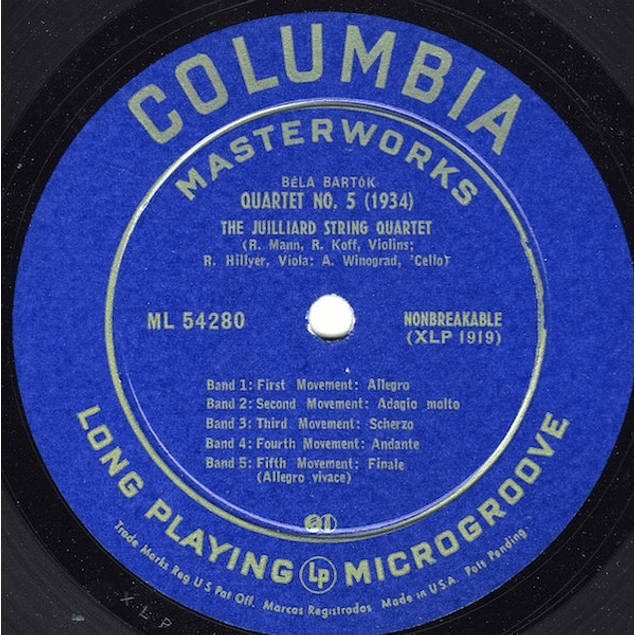 COLUMBIA
MASTERWORKS
BÉLA BARTÓK
QUARTET NO. 5 (1934)
THE JUILLIARD STRING QUARTET
(R. Mann, R. Koff, Violins;
R. Hillyer, Viola; A. Winograd, 'Cello)
ML 54280
NONBREAKABLE
(XLP 1919)
Band 1: First Movement: Allegro
Band 2: Second Movement: Adagio molto
Band 3: Third Movement: Scherzo
Band 4: Fourth Movement: Andante
Band 5: Fifth Movement: Finale
(Allegro vivace)
LONG PLAYING LP MICROGROOVE
Trade Marks Reg. U S Pat Off. Marcas Registradas Made in U.S.A. Pats Pending
XLP